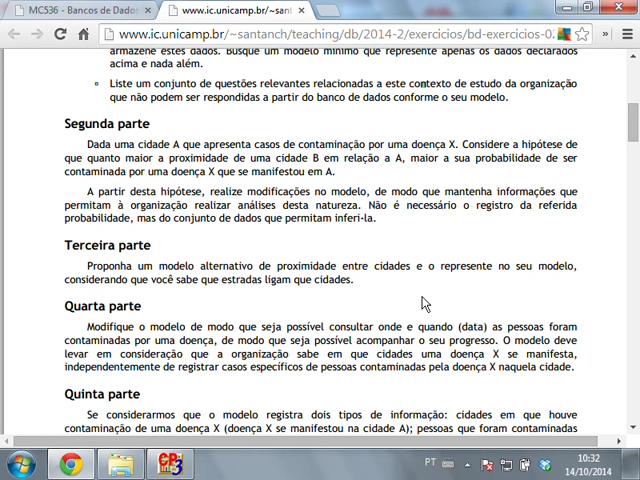 MC536 - Bancos de Dados
www.ic.unicamp.br/~sant
www.ic.unicamp.br/~santanch/teaching/db/2014-2/exercicios/bd-exercicios-02
armazene estes dados. Busque um modelo mínimo que represente apenas os dados declarados
acima e nada além.
Liste um conjunto de questões relevantes relacionadas a este contexto de estudo da organização
que não podem ser respondidas a partir do banco de dados conforme o seu modelo.
Segunda parte
Dada uma cidade A que apresenta casos de contaminação por uma doença X. Considere a hipótese de
que quanto maior a proximidade de uma cidade B em relação a A, maior a sua probabilidade de ser
contaminada por uma doença X que se manifestou em A.
A partir desta hipótese, realize modificações no modelo, de modo que mantenha informações que
permitam à organização realizar análises desta natureza. Não é necessário o registro da referida
probabilidade, mas do conjunto de dados que permitam inferi-la.
Terceira parte
Proponha um modelo alternativo de proximidade entre cidades e o represente no seu modelo,
considerando que você sabe que estradas ligam que cidades.
Quarta parte
Modifique o modelo de modo que seja possível consultar onde e quando (data) as pessoas foram
contaminadas por uma doença, de modo que seja possível acompanhar o seu progresso. O modelo deve
levar em consideração que a organização sabe em que cidades uma doença X se manifesta,
independentemente de registrar casos específicos de pessoas contaminadas pela doença X naquela cidade.
Quinta parte
Se considerarmos que o modelo registra dois tipos de informação: cidades em que houve
contaminação de uma doença X (doença X se manifestou na cidade A); pessoas que foram contaminadas
PT
10:32
14/10/2014